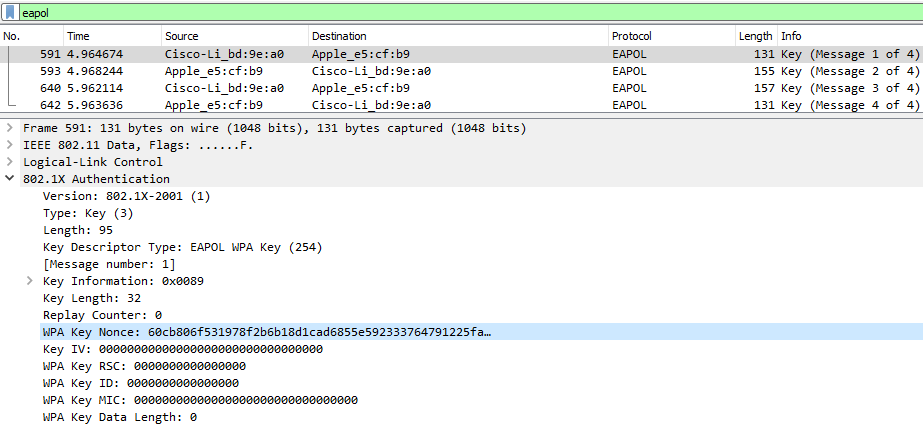 eapol
No. Time Source Destination Protocol Length Info
591 4.964674 Cisco-Li_bd:9e:a0 Apple_e5:cf:b9 EAPOL 131 Key (Message 1 of 4)
593 4.968244 Apple_e5:cf:b9 Cisco-Li_bd:9e:a0 EAPOL 155 Key (Message 2 of 4)
640 5.962114 Cisco-Li_bd:9e:a0 Apple_e5:cf:b9 EAPOL 157 Key (Message 3 of 4)
642 5.963636 Apple_e5:cf:b9 Cisco-Li_bd:9e:a0 EAPOL 131 Key (Message 4 of 4)
Frame 591: 131 bytes on wire (1048 bits), 131 bytes captured (1048 bits)
IEEE 802.11 Data, Flags: ......F.
Logical-Link Control
802.1X Authentication
Version: 802.1X-2001 (1)
Type: Key (3)
Length: 95
Key Descriptor Type: EAPOL WPA Key (254)
[Message number: 1]
Key Information: 0x0089
Key Length: 32
Replay Counter: 0
WPA Key Nonce: 60cb806f531978f2b6b18d1cad6855e592333764791225fa…
Key IV: 00000000000000000000000000000000
WPA Key RSC: 0000000000000000
WPA Key ID: 0000000000000000
WPA Key MIC: 00000000000000000000000000000000
WPA Key Data Length: 0